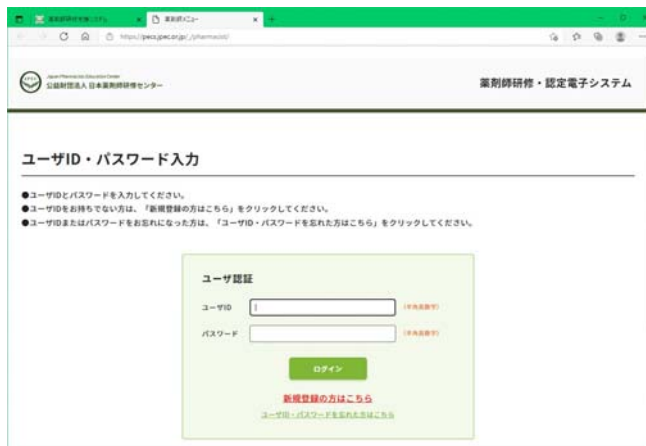 薬剤師メニュー
https://pecs.jpec.or.jp/_/pharmacist/
Japan Pharmacists Education Center
公益財団法人 日本薬剤師研修センター
薬剤師研修・認定電子システム
ユーザID・パスワード入力
●ユーザIDとパスワードを入力してください。
●ユーザIDをお持ちでない方は、「新規登録の方はこちら」をクリックしてください。
●ユーザIDまたはパスワードをお忘れになった方は、「ユーザID・パスワードを忘れた方はこちら」をクリックしてください。
ユーザ認証
ユーザID
(半角英数字)
パスワード
(半角英数字)
ログイン
新規登録の方はこちら
ユーザID・パスワードを忘れた方はこちら